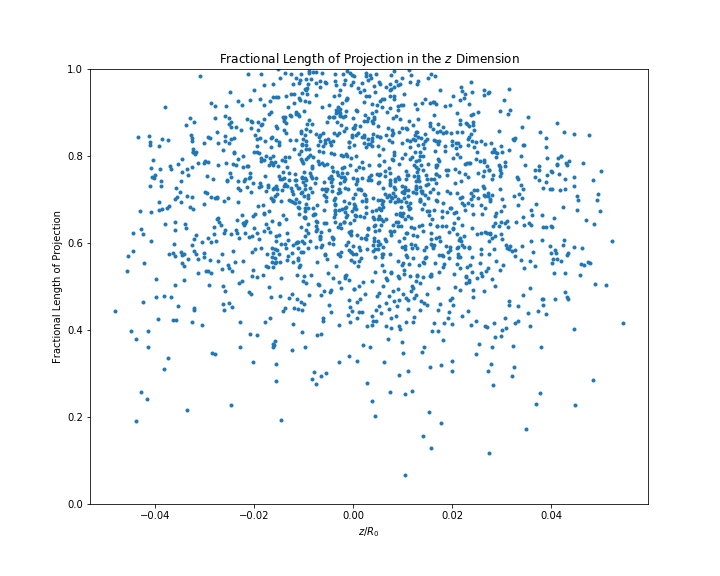 Fractional Length of Projection in the z Dimension
1.0
0.8
0.6
0.4
0.2
0.0
Fractional Length of Projection
−0.04 −0.02 0.00 0.02 0.04
z/R₀